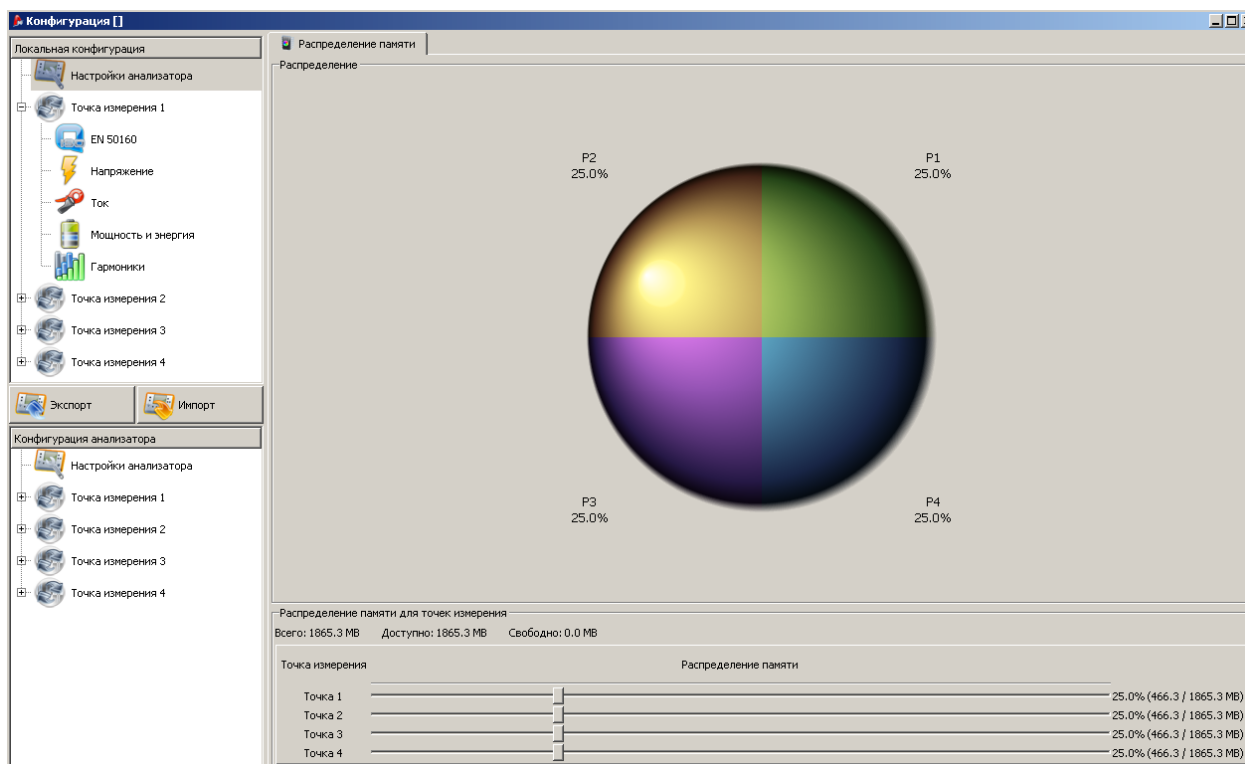 Конфигурация []
Локальная конфигурация
Настройки анализатора
Точка измерения 1
EN 50160
Напряжение
Ток
Мощность и энергия
Гармоники
Точка измерения 2
Точка измерения 3
Точка измерения 4
Экспорт
Импорт
Конфигурация анализатора
Настройки анализатора
Точка измерения 1
Точка измерения 2
Точка измерения 3
Точка измерения 4
Распределение памяти
Распределение
P2
25.0%
P1
25.0%
P3
25.0%
P4
25.0%
Распределение памяти для точек измерения
Всего: 1865.3 MB Доступно: 1865.3 MB Свободно: 0.0 MB
Точка измерения Распределение памяти
Точка 1 25.0% (466.3 / 1865.3 MB)
Точка 2 25.0% (466.3 / 1865.3 MB)
Точка 3 25.0% (466.3 / 1865.3 MB)
Точка 4 25.0% (466.3 / 1865.3 MB)